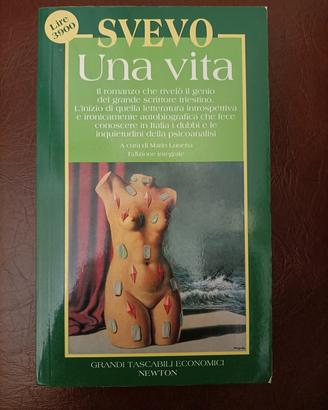 Lire
3900
SVEVO
Una vita
Il romanzo che rivelò il genio
del grande scrittore triestino.
L'inizio di quella letteratura introspettiva
e ironicamente autobiografica che fece
conoscere in Italia i dubbi e le
inquietudini della psicoanalisi
A cura di Mario Lunetta
Edizione integrale
GRANDI TASCABILI ECONOMICI
NEWTON